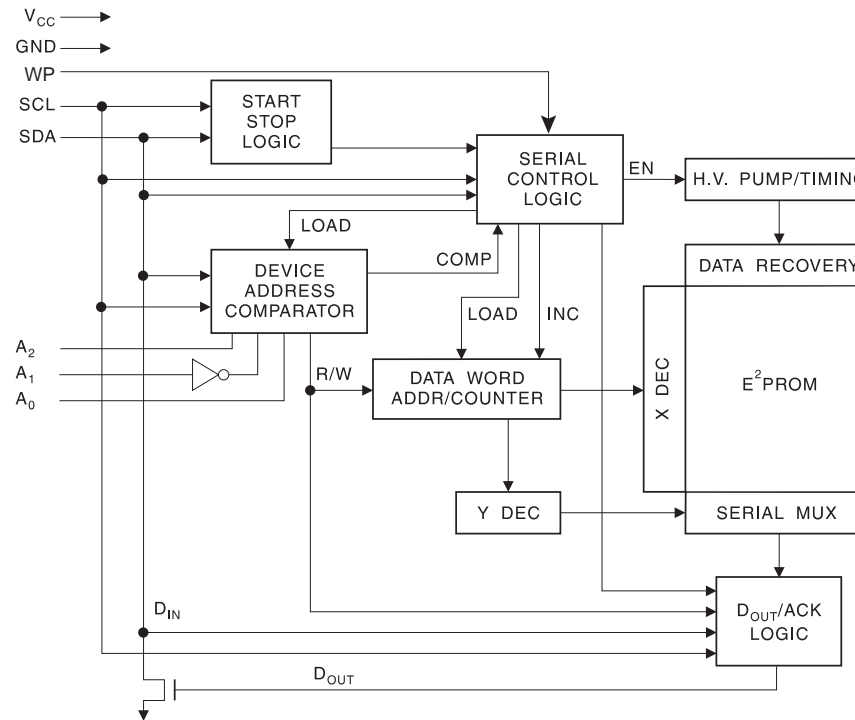 VCC
GND
WP
SCL
SDA
START
STOP
LOGIC
SERIAL
CONTROL
LOGIC
EN
H.V. PUMP/TIMING
LOAD
COMP
DEVICE
ADDRESS
COMPARATOR
DATA RECOVERY
LOAD
INC
A2
A1
A0
R/W
DATA WORD
ADDR/COUNTER
X DEC
E²PROM
Y DEC
SERIAL MUX
DIN
DOUT/ACK
LOGIC
DOUT